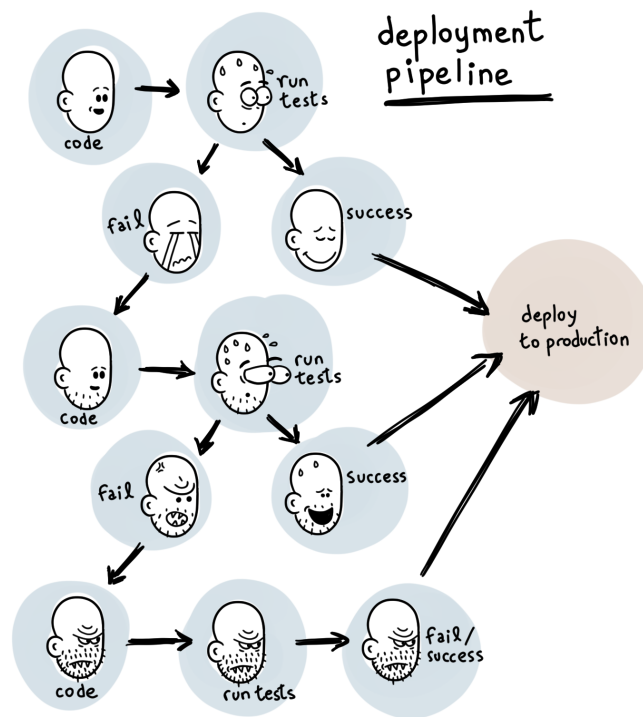 deployment
pipeline
code
run
tests
fail
success
deploy
to production
code
run
tests
fail
success
code
run tests
fail/
success